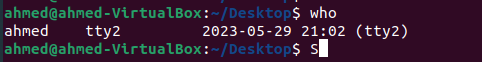 ahmed@ahmed-VirtualBox:~/Desktop$ who
ahmed    tty2         2023-05-29 21:02 (tty2)
ahmed@ahmed-VirtualBox:~/Desktop$ S